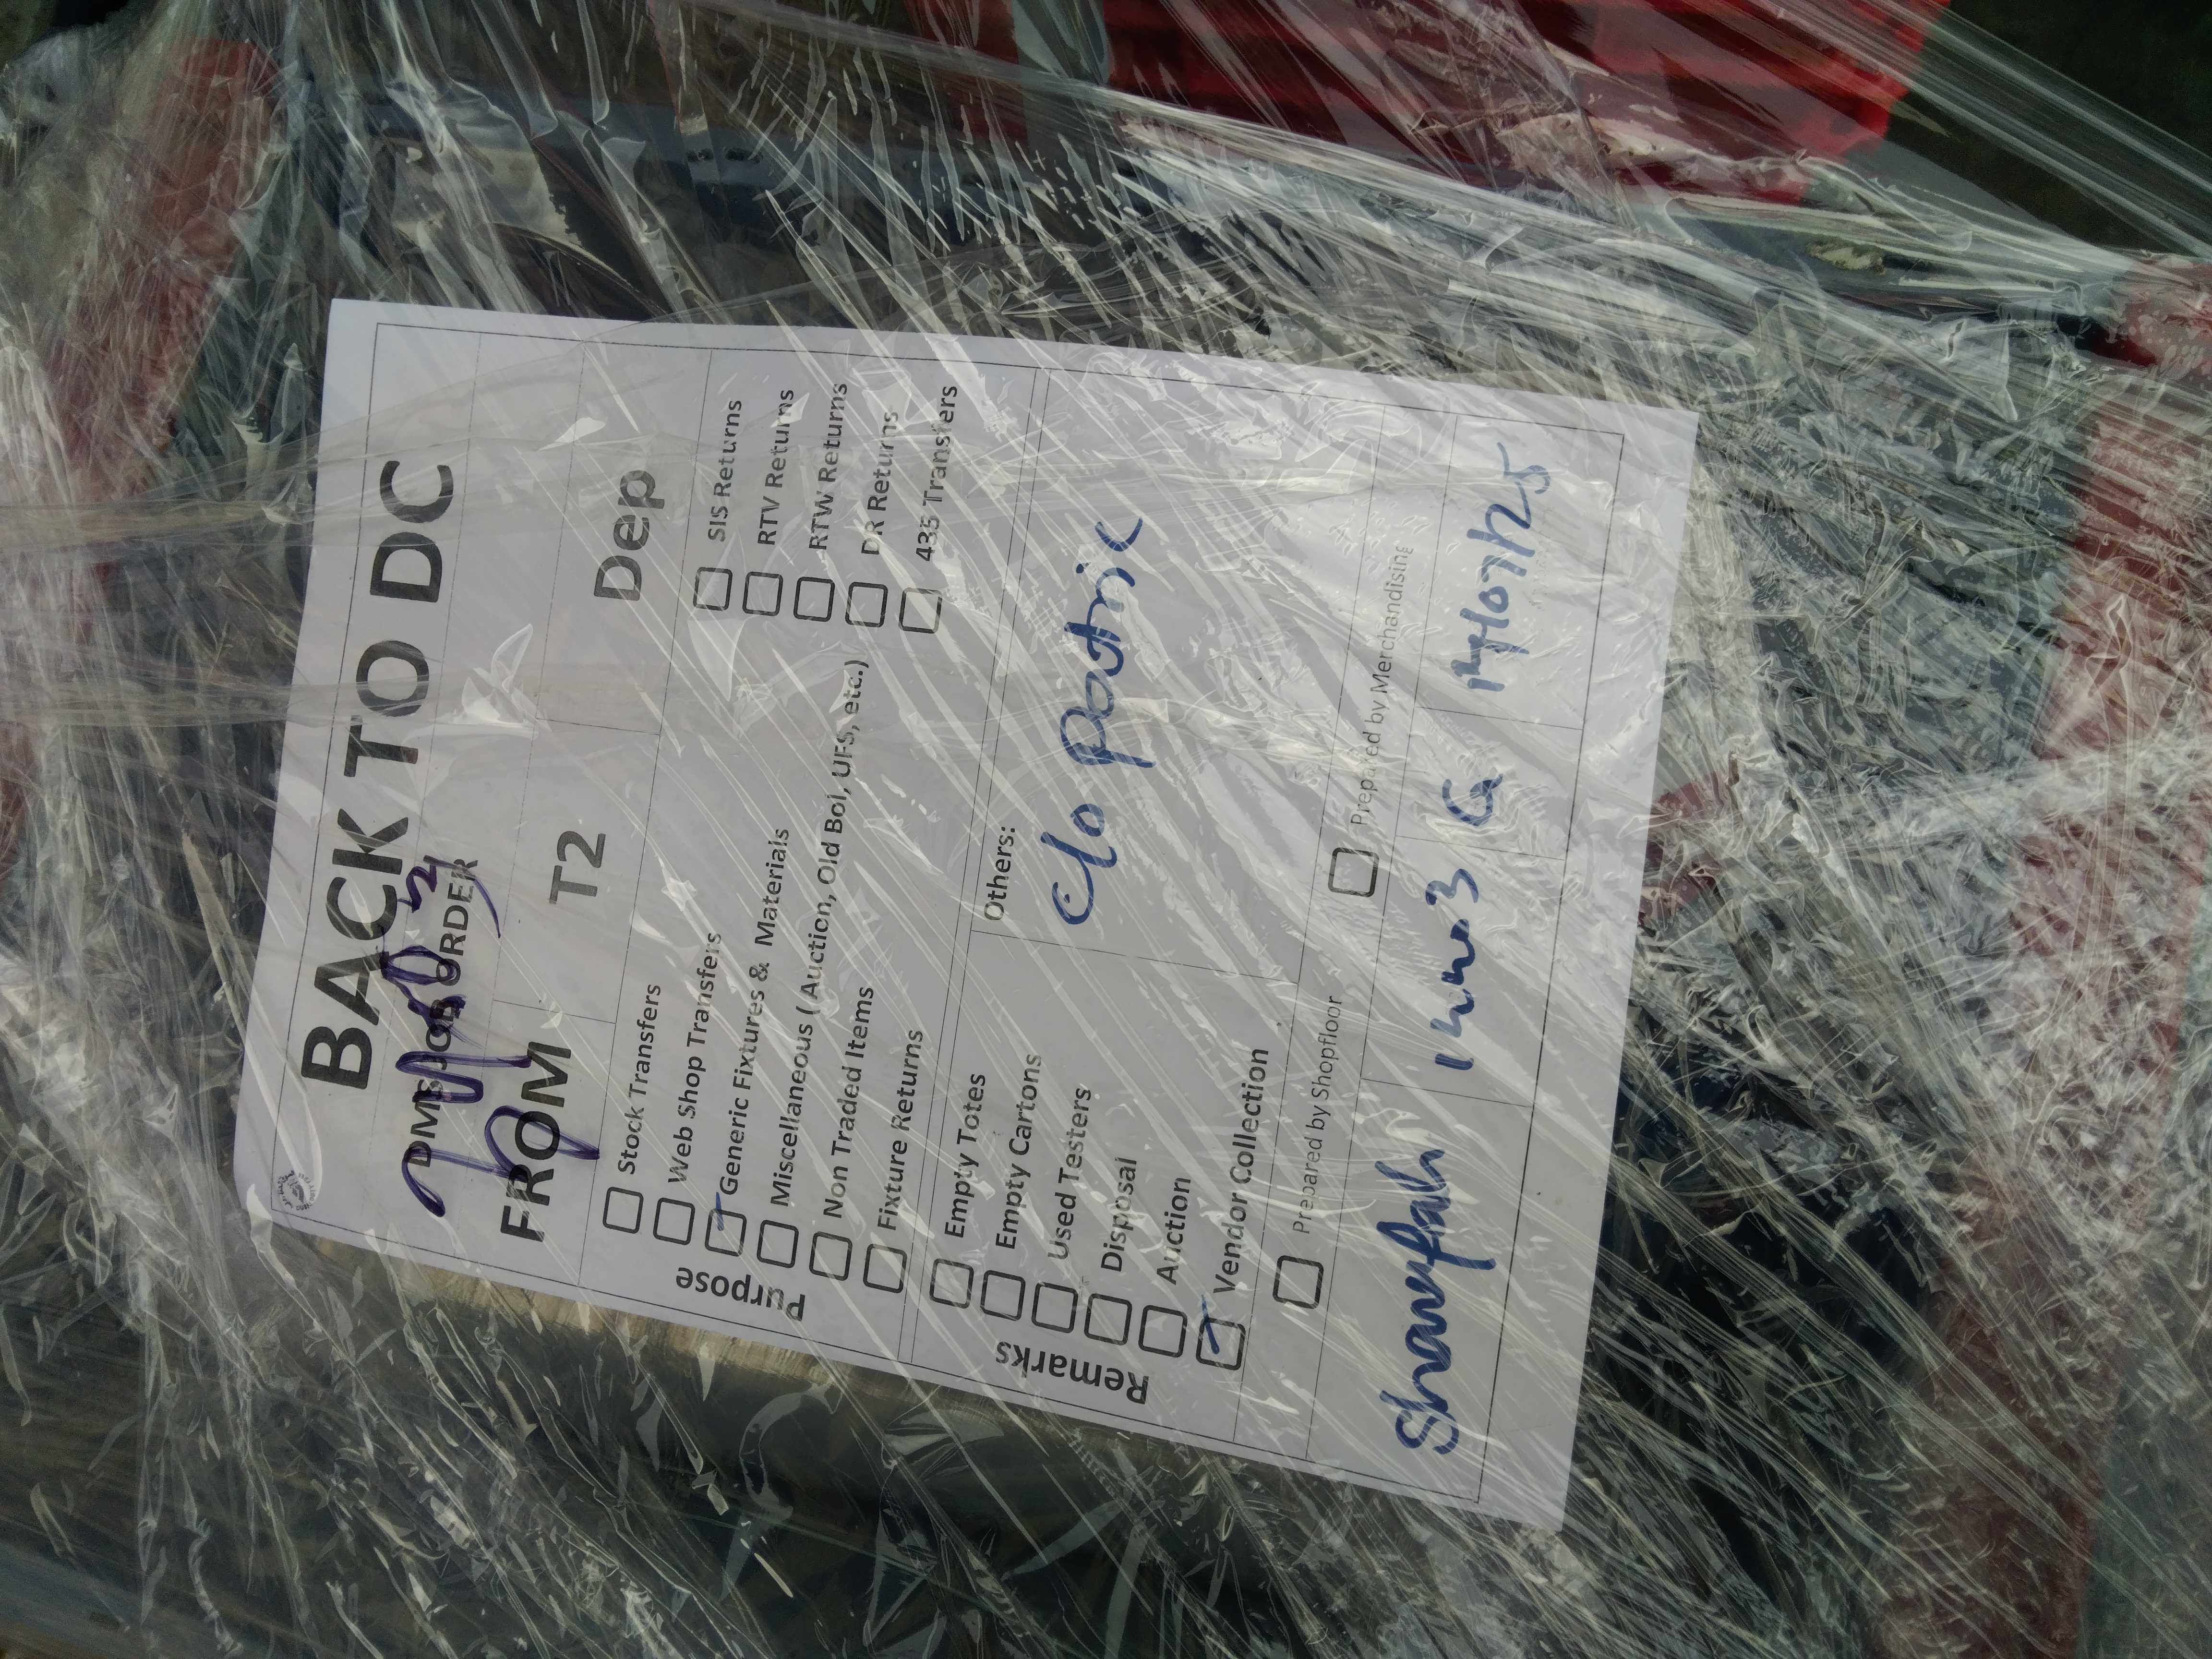 BACK TO DC
DMS JOB ORDER
FROM T2 Dep
Purpose
Stock Transfers
Web Shop Transfers
Generic Fixtures & Materials
Miscellaneous (Auction, Old Boi, UFS, etc.)
Non Traded Items
Fixture Returns
SIS Returns
RTV Returns
RTW Returns
DR Returns
435 Transfers
Remarks
Empty Totes
Empty Cartons
Used Testers
Disposal
Auction
Vendor Collection
Others:
c/o Patric
Prepared by Shopfloor
Prepared by Merchandising